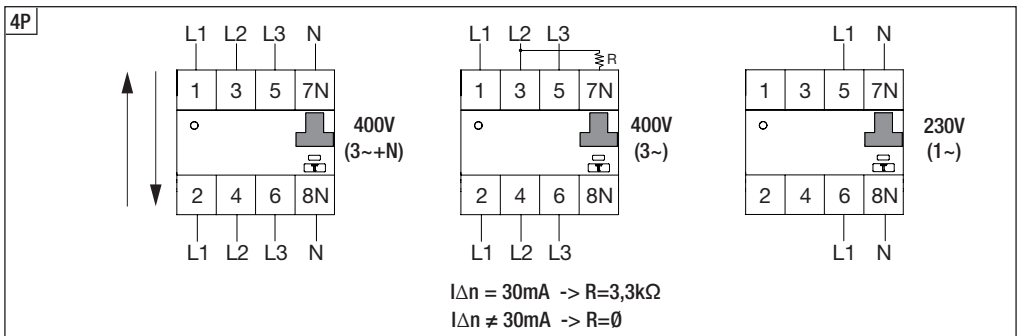 4P
L1 L2 L3 N
1 3 5 7N
400V
(3~+N)
2 4 6 8N
L1 L2 L3 N
L1 L2 L3
R
1 3 5 7N
400V
(3~)
2 4 6 8N
L1 L2 L3
L1 N
1 3 5 7N
230V
(1~)
2 4 6 8N
L1 N
I∆n = 30mA -> R=3,3kΩ
I∆n ≠ 30mA -> R=Ø